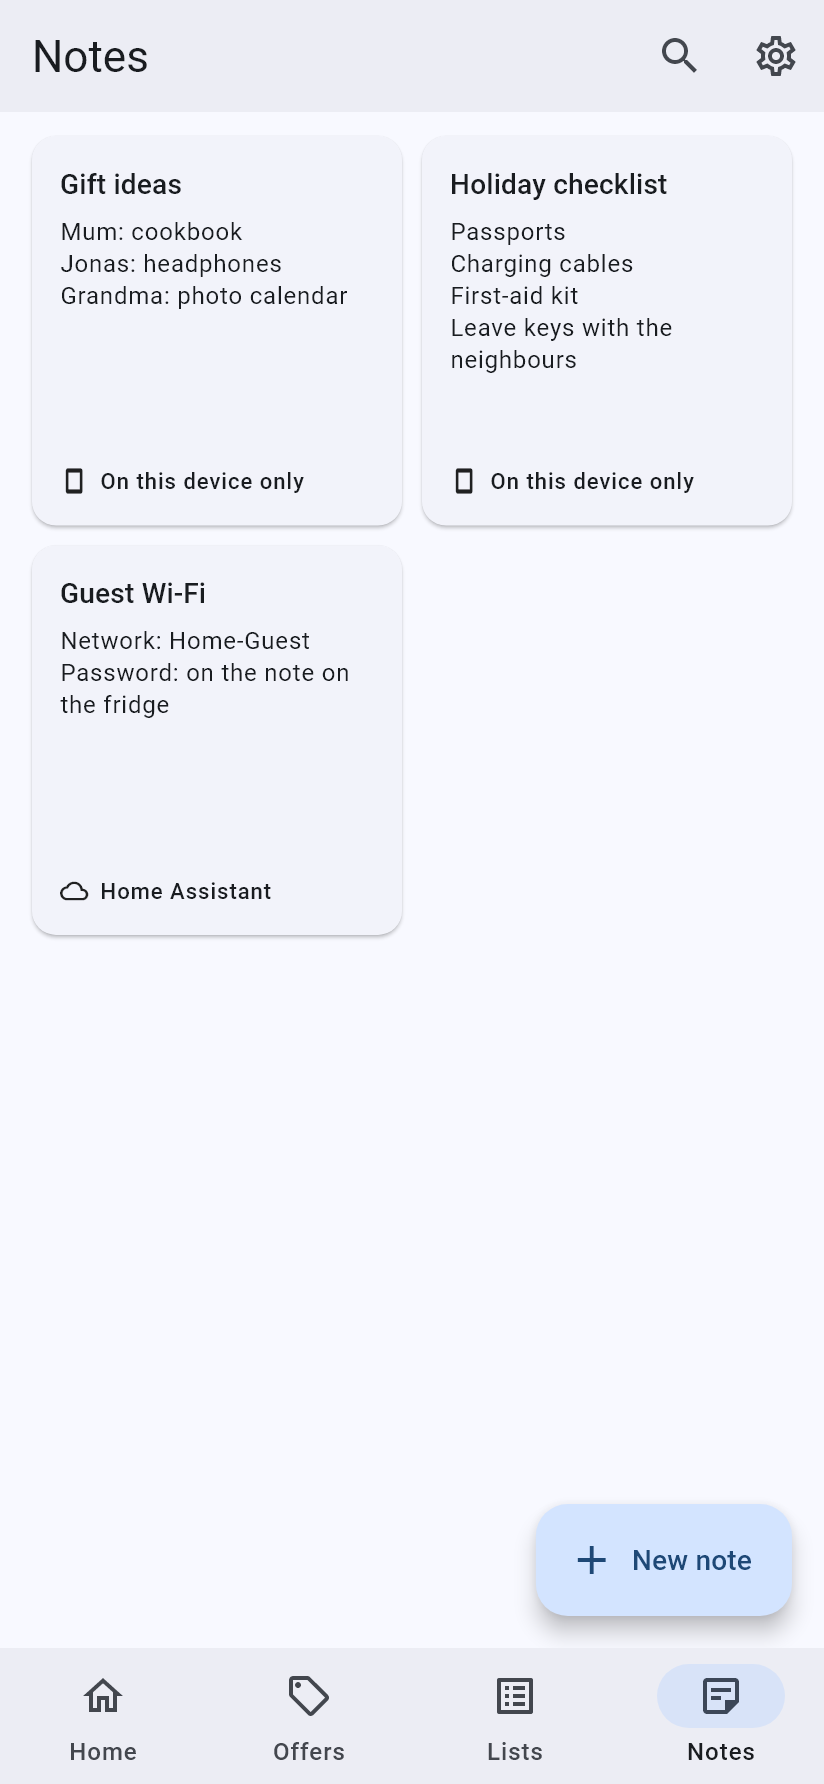 Notes
Gift ideas
Mum: cookbook
Jonas: headphones
Grandma: photo calendar
On this device only
Holiday checklist
Passports
Charging cables
First-aid kit
Leave keys with the
neighbours
On this device only
Guest Wi-Fi
Network: Home-Guest
Password: on the note on
the fridge
Home Assistant
New note
Home
Offers
Lists
Notes